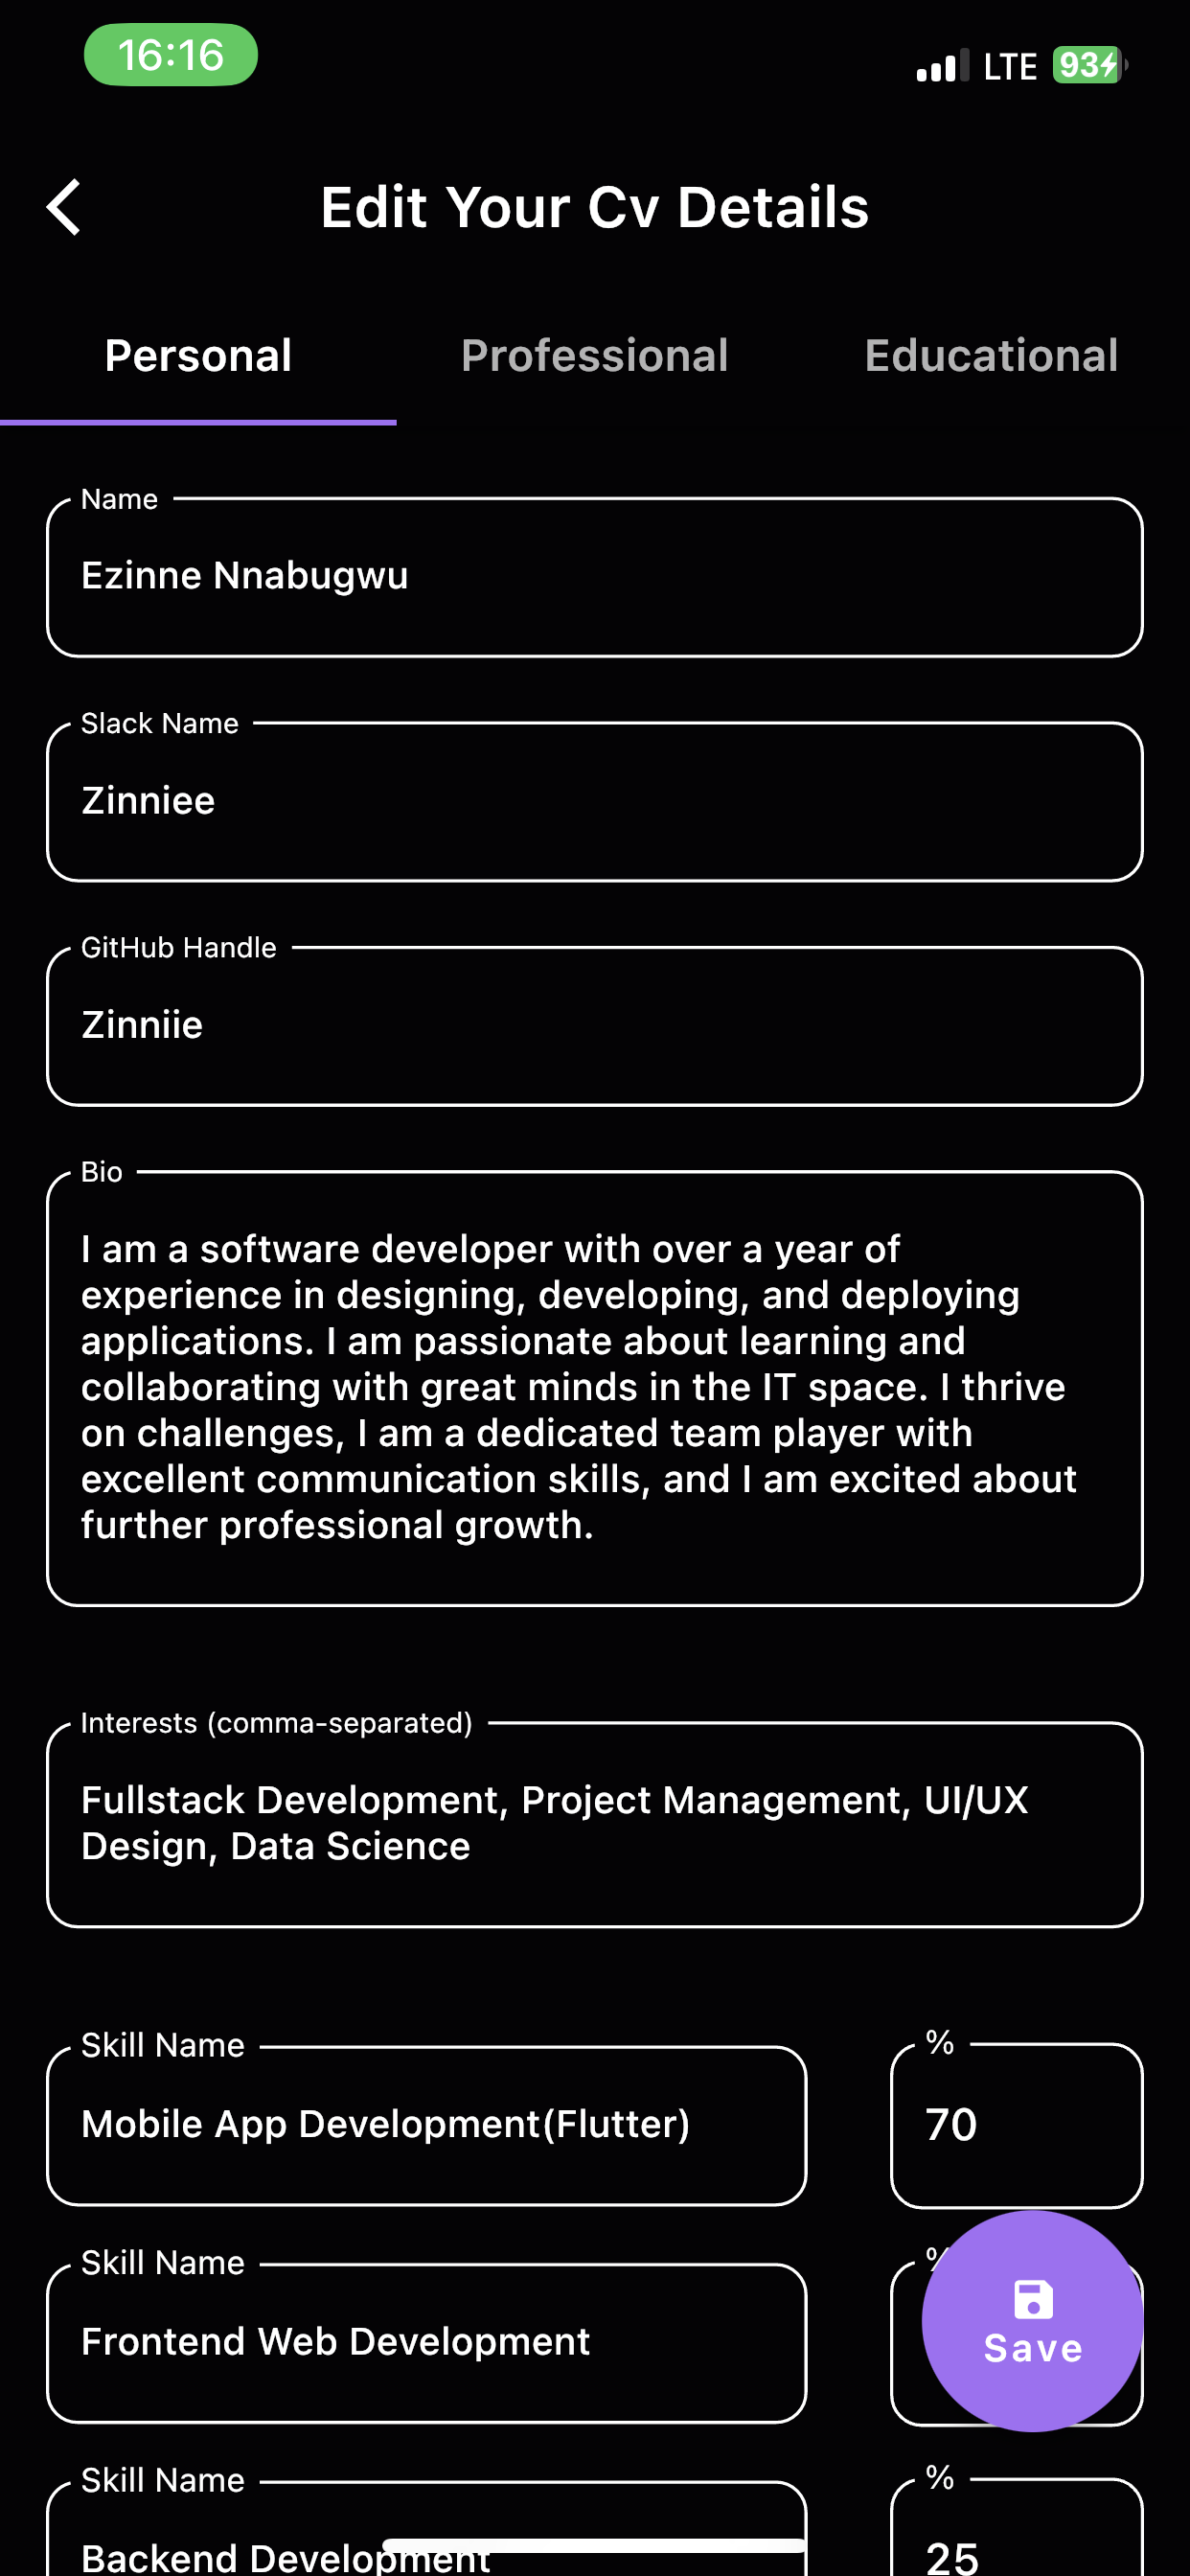 16:16
LTE
93
Edit Your Cv Details
Personal
Professional
Educational
Name
Ezinne Nnabugwu
Slack Name
Zinniee
GitHub Handle
Zinniie
Bio
I am a software developer with over a year of
experience in designing, developing, and deploying
applications. I am passionate about learning and
collaborating with great minds in the IT space. I thrive
on challenges, I am a dedicated team player with
excellent communication skills, and I am excited about
further professional growth.
Interests (comma-separated)
Fullstack Development, Project Management, UI/UX
Design, Data Science
Skill Name
%
Mobile App Development(Flutter)
70
Skill Name
%
Frontend Web Development
Save
Skill Name
%
Backend Development
25